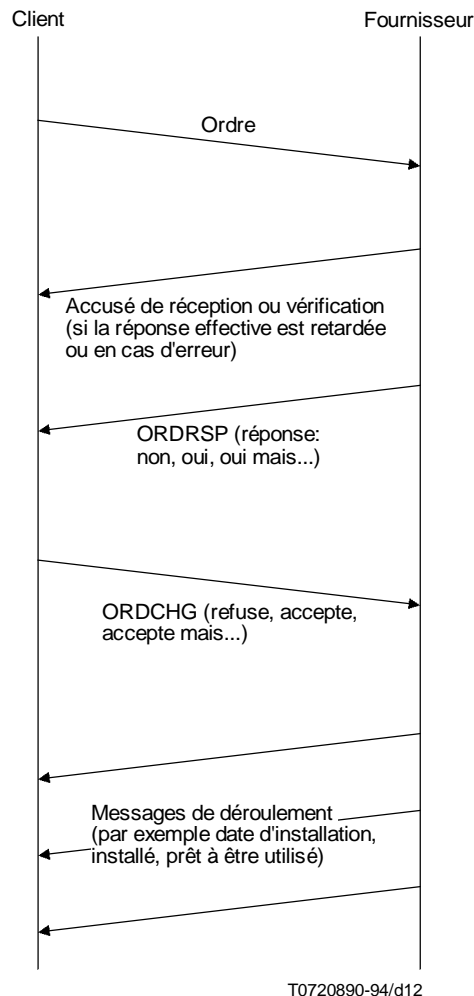 Client
Fournisseur
Ordre
Accusé de réception ou vérification
(si la réponse effective est retardée
ou en cas d'erreur)
ORDRSP (réponse:
non, oui, oui mais...)
ORDCHG (refuse, accepte,
accepte mais...)
Messages de déroulement
(par exemple date d'installation,
installé, prêt à être utilisé)
T0720890-94/d12